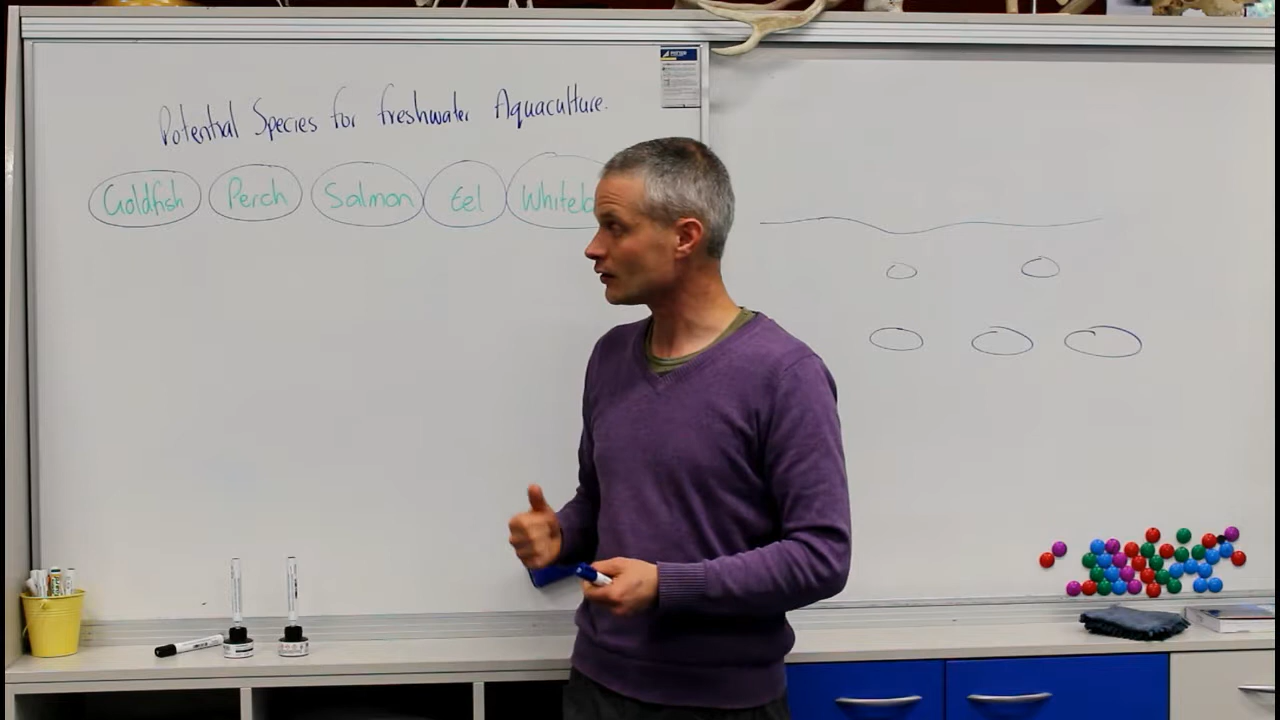 Potential Species for freshwater Aquaculture.
Goldfish Perch Salmon Eel